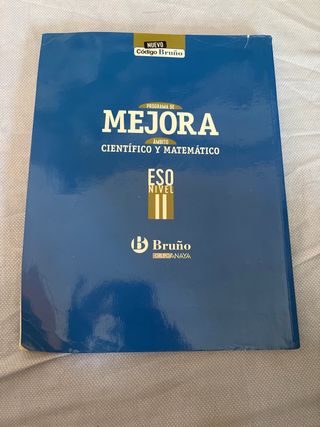 NUEVO
Código Bruño
PROGRAMA DE
MEJORA
ÁMBITO
CIENTÍFICO Y MATEMÁTICO
ESO
NIVEL
II
B Bruño
GRUPO ANAYA